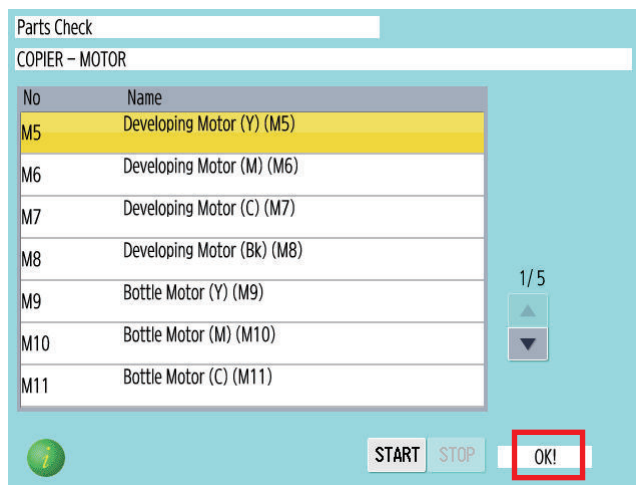 Parts Check
COPIER – MOTOR
No Name
M5 Developing Motor (Y) (M5)
M6 Developing Motor (M) (M6)
M7 Developing Motor (C) (M7)
M8 Developing Motor (Bk) (M8)
M9 Bottle Motor (Y) (M9)
M10 Bottle Motor (M) (M10)
M11 Bottle Motor (C) (M11)
1/ 5
▲
▼
i START STOP OK!